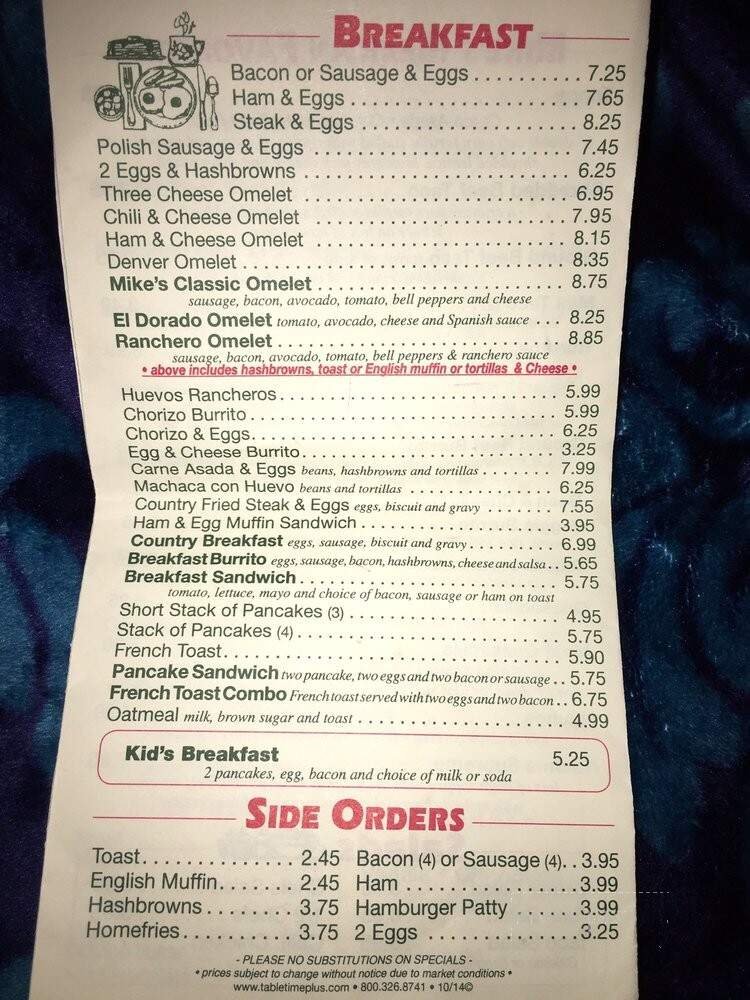 BREAKFAST
Bacon or Sausage & Eggs . . . . . . . . . . 7.25
Ham & Eggs . . . . . . . . . . . . . . . . . . . . . 7.65
Steak & Eggs . . . . . . . . . . . . . . . . . . . . 8.25
Polish Sausage & Eggs . . . . . . . . . . . . . . . . . . . . . . . . 7.45
2 Eggs & Hashbrowns . . . . . . . . . . . . . . . . . . . . . . . . . 6.25
Three Cheese Omelet . . . . . . . . . . . . . . . . . . . . . . . . . 6.95
Chili & Cheese Omelet . . . . . . . . . . . . . . . . . . . . . . . . 7.95
Ham & Cheese Omelet . . . . . . . . . . . . . . . . . . . . . . . . 8.15
Denver Omelet . . . . . . . . . . . . . . . . . . . . . . . . . . . . . . 8.35
Mike's Classic Omelet . . . . . . . . . . . . . . . . . . . . . . . . 8.75
sausage, bacon, avocado, tomato, bell peppers and cheese
El Dorado Omelet tomato, avocado, cheese and Spanish sauce . . . 8.25
Ranchero Omelet . . . . . . . . . . . . . . . . . . . . . . . . . . . . 8.85
sausage, bacon, avocado, tomato, bell peppers & ranchero sauce
• above includes hashbrowns, toast or English muffin or tortillas & Cheese •
Huevos Rancheros . . . . . . . . . . . . . . . . . . . . . . . . . . . . 5.99
Chorizo Burrito . . . . . . . . . . . . . . . . . . . . . . . . . . . . . . . 5.99
Chorizo & Eggs . . . . . . . . . . . . . . . . . . . . . . . . . . . . . . . 6.25
Egg & Cheese Burrito . . . . . . . . . . . . . . . . . . . . . . . . . . 3.25
Carne Asada & Eggs beans, hashbrowns and tortillas . . . . . . . 7.99
Machaca con Huevo beans and tortillas . . . . . . . . . . . . . . . 6.25
Country Fried Steak & Eggs eggs, biscuit and gravy . . . . . . . 7.55
Ham & Egg Muffin Sandwich . . . . . . . . . . . . . . . . . . . . 3.95
Country Breakfast eggs, sausage, biscuit and gravy . . . . . . . . 6.99
Breakfast Burrito eggs, sausage, bacon, hashbrowns, cheese and salsa . . 5.65
Breakfast Sandwich . . . . . . . . . . . . . . . . . . . . . . . . . . 5.75
tomato, lettuce, mayo and choice of bacon, sausage or ham on toast
Short Stack of Pancakes (3) . . . . . . . . . . . . . . . . . . . . . 4.95
Stack of Pancakes (4) . . . . . . . . . . . . . . . . . . . . . . . . . . 5.75
French Toast . . . . . . . . . . . . . . . . . . . . . . . . . . . . . . . . . 5.90
Pancake Sandwich two pancake, two eggs and two bacon or sausage . . 5.75
French Toast Combo French toast served with two eggs and two bacon . . 6.75
Oatmeal milk, brown sugar and toast . . . . . . . . . . . . . . . . . . . . 4.99
Kid's Breakfast 5.25
2 pancakes, egg, bacon and choice of milk or soda
SIDE ORDERS
Toast . . . . . . . . . . . . . 2.45 Bacon (4) or Sausage (4) . . 3.95
English Muffin . . . . . . . 2.45 Ham . . . . . . . . . . . . . . . . 3.99
Hashbrowns . . . . . . . . 3.75 Hamburger Patty . . . . . . 3.99
Homefries . . . . . . . . . . 3.75 2 Eggs . . . . . . . . . . . . . . 3.25
- PLEASE NO SUBSTITUTIONS ON SPECIALS -
• prices subject to change without notice due to market conditions •
www.tabletimeplus.com • 800.326.8741 • 10/14©